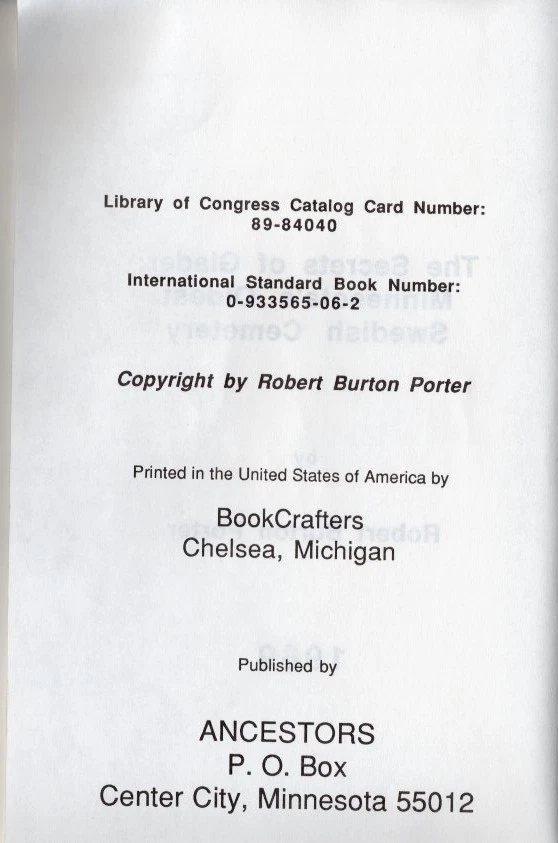 Library of Congress Catalog Card Number:
89-84040
International Standard Book Number:
0-933565-06-2
Copyright by Robert Burton Porter
Printed in the United States of America by
BookCrafters
Chelsea, Michigan
Published by
ANCESTORS
P. O. Box
Center City, Minnesota 55012